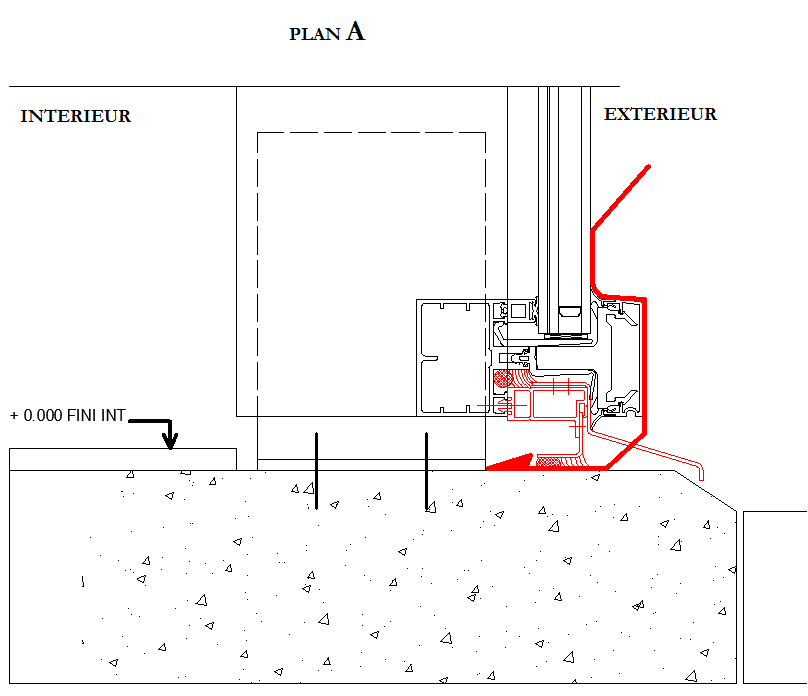 PLAN A
INTERIEUR
EXTERIEUR
+ 0.000 FINI INT